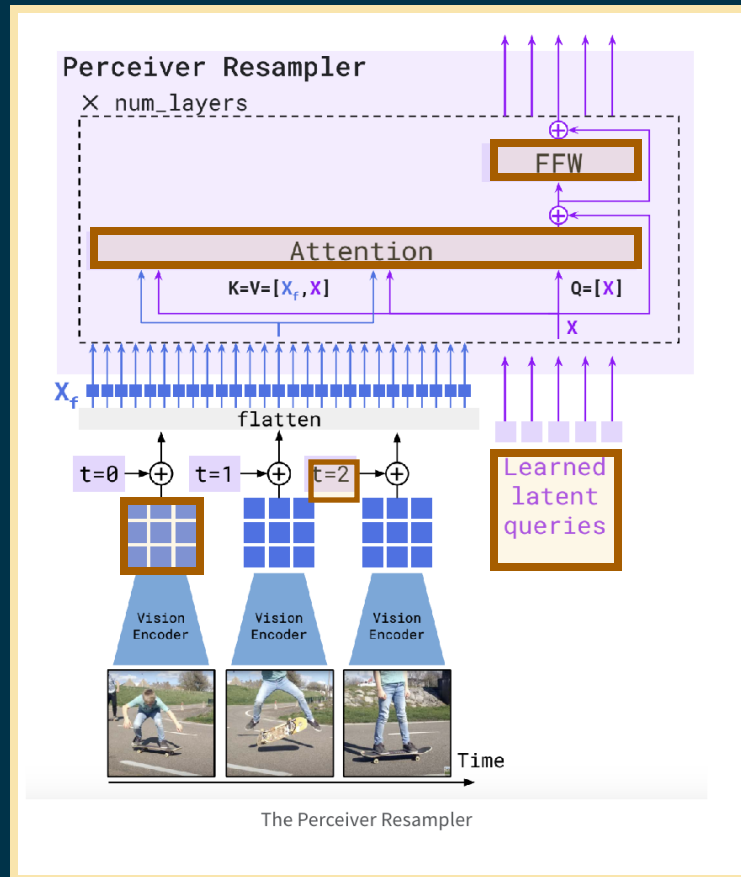 Perceiver Resampler
× num_layers
FFW
Attention
K=V=[Xf,X]
Q=[X]
X
Xf
flatten
t=0
t=1
t=2
Learned
latent
queries
Vision
Encoder
Vision
Encoder
Vision
Encoder
Time
The Perceiver Resampler